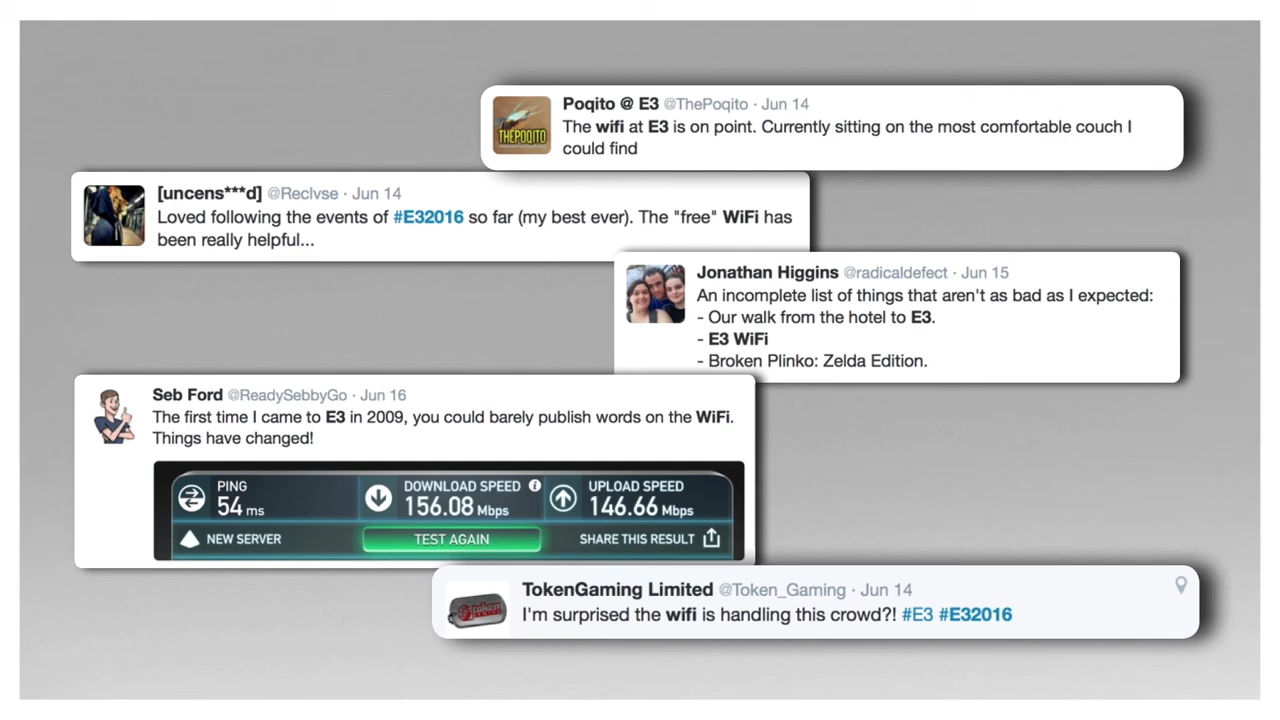 Poqito @ E3 @ThePoqito · Jun 14
The wifi at E3 is on point. Currently sitting on the most comfortable couch I
could find
THEPOQITO
[uncens***d] @Reclvse · Jun 14
Loved following the events of #E32016 so far (my best ever). The "free" WiFi has
been really helpful...
Jonathan Higgins @radicaldefect · Jun 15
An incomplete list of things that aren't as bad as I expected:
- Our walk from the hotel to E3.
- E3 WiFi
- Broken Plinko: Zelda Edition.
Seb Ford @ReadySebbyGo · Jun 16
The first time I came to E3 in 2009, you could barely publish words on the WiFi.
Things have changed!
PING
54 ms
DOWNLOAD SPEED
156.08 Mbps
UPLOAD SPEED
146.66 Mbps
NEW SERVER
TEST AGAIN
SHARE THIS RESULT
TokenGaming Limited @Token_Gaming · Jun 14
I'm surprised the wifi is handling this crowd?! #E3 #E32016
token